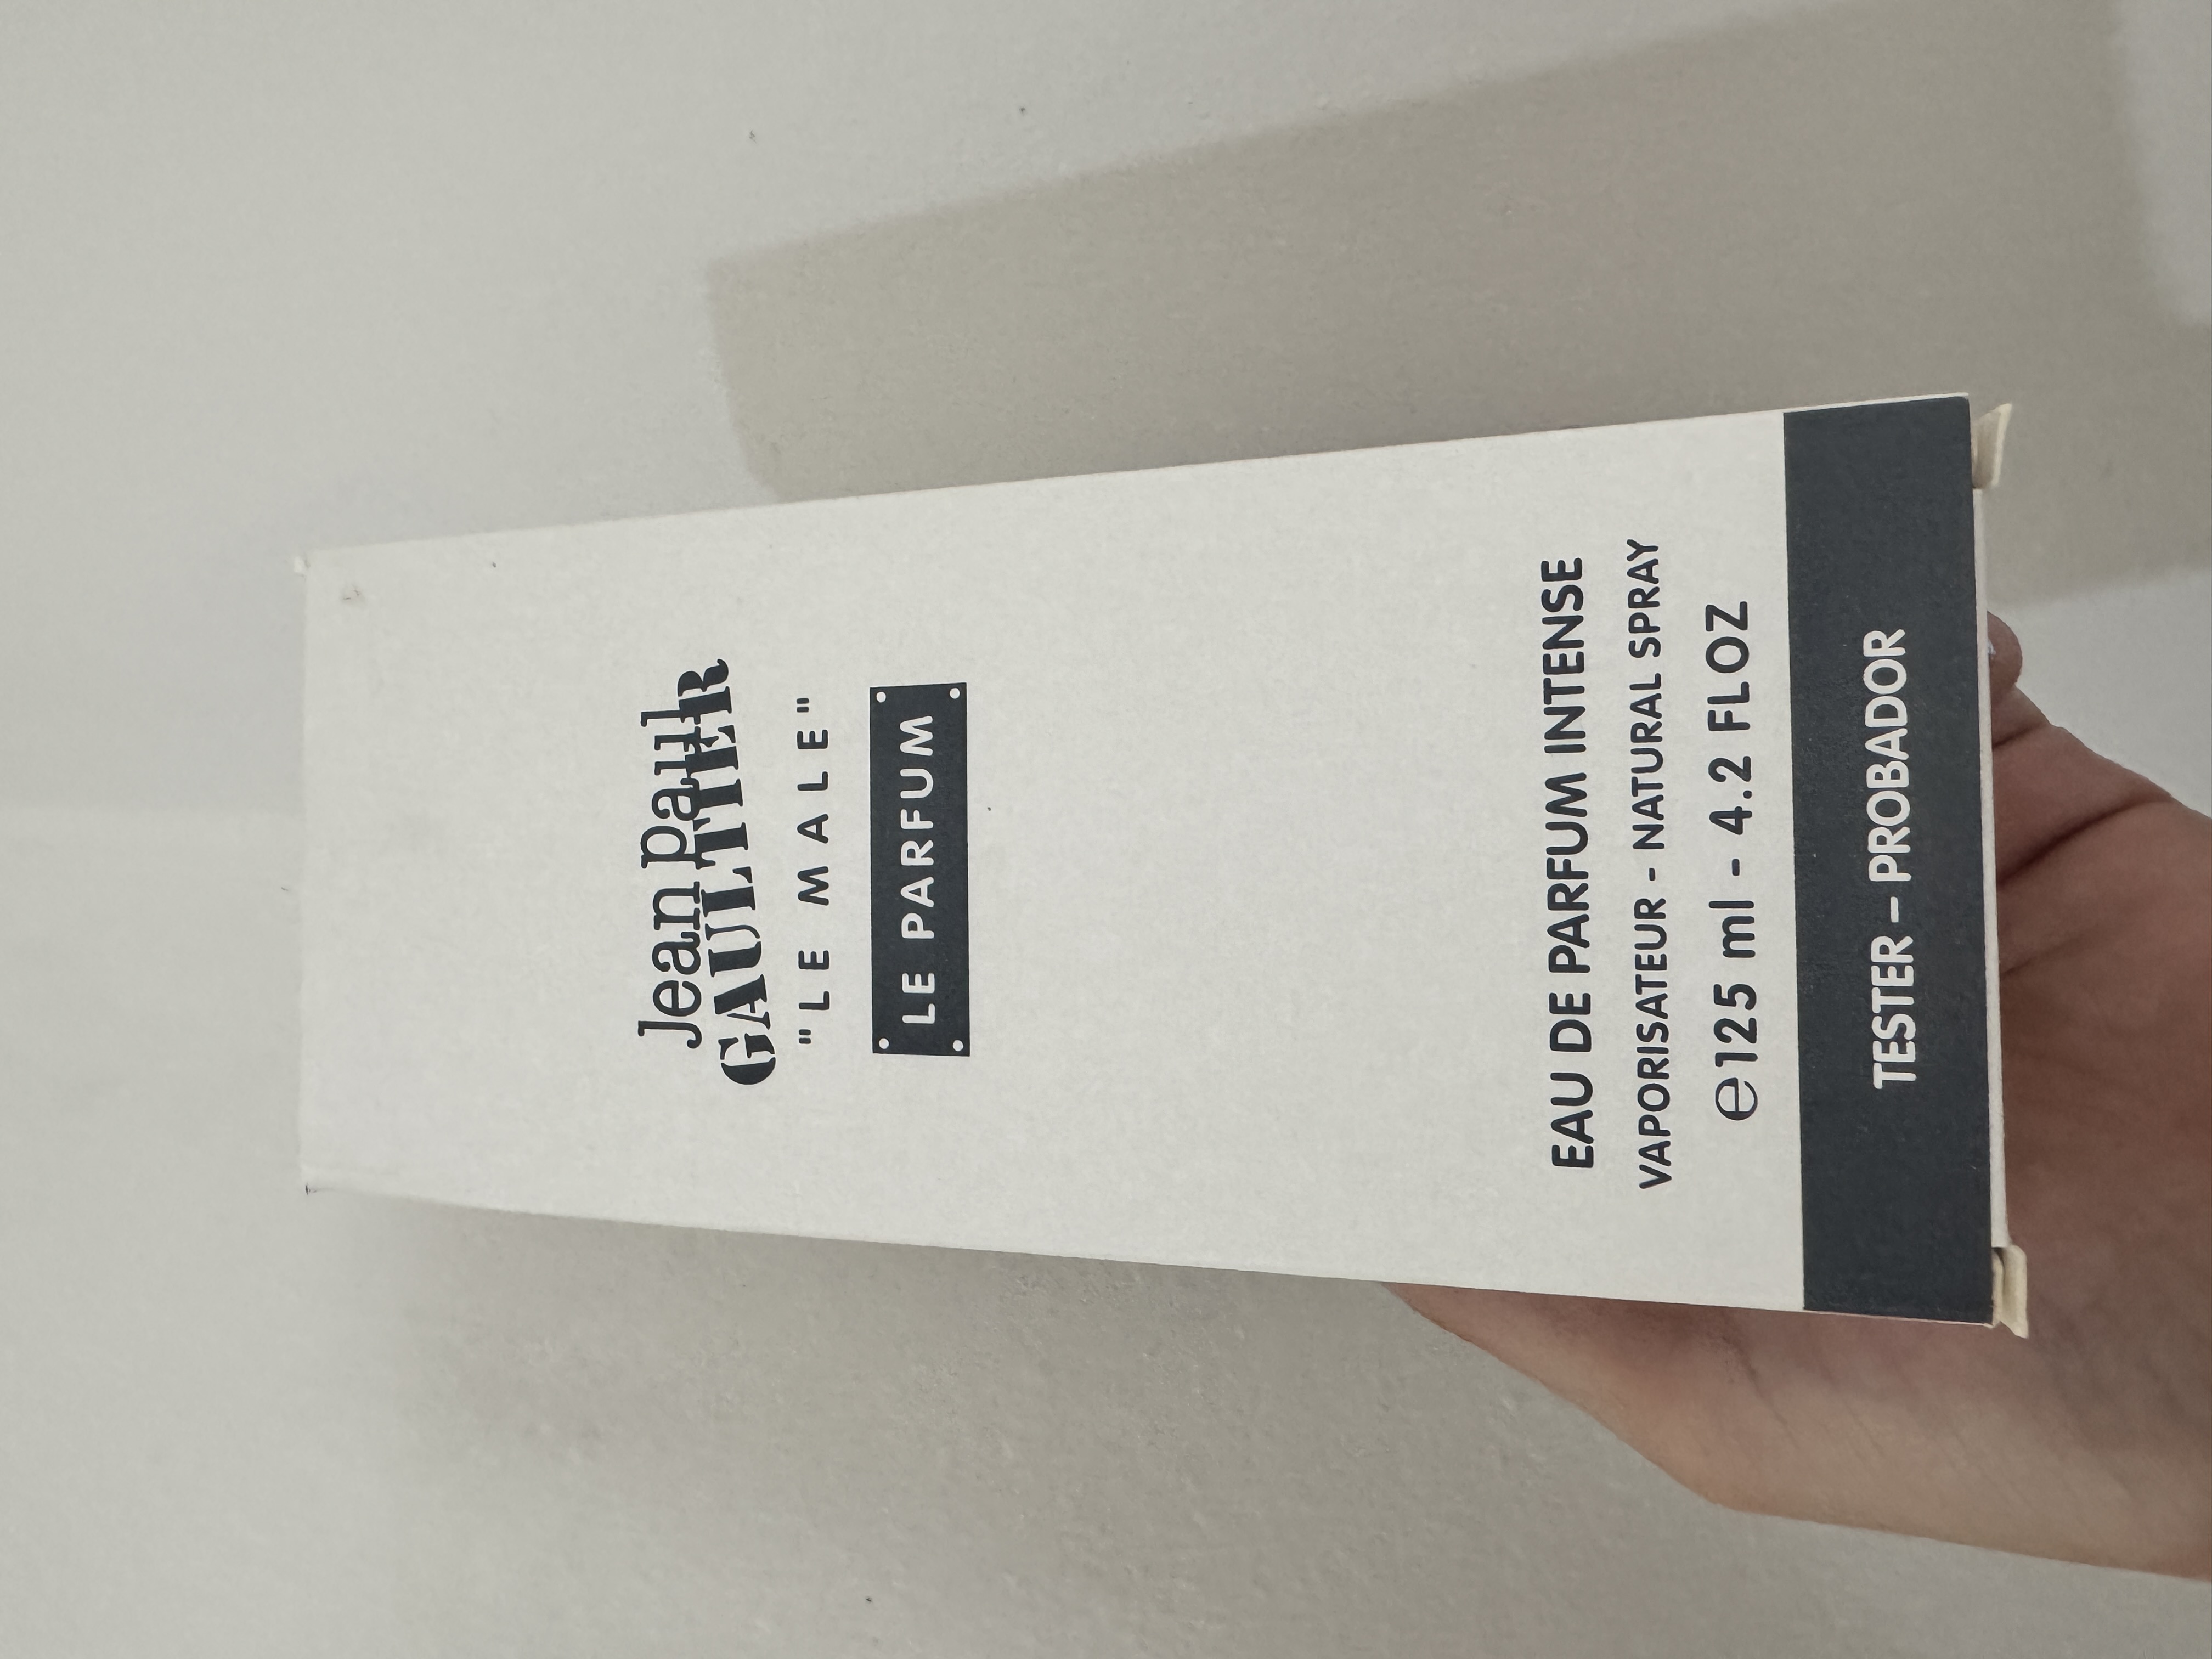 Jean paul
GAULTIER
"LE MALE"
LE PARFUM
EAU DE PARFUM INTENSE
VAPORISATEUR - NATURAL SPRAY
℮125 ml - 4.2 FL OZ
TESTER – PROBADOR